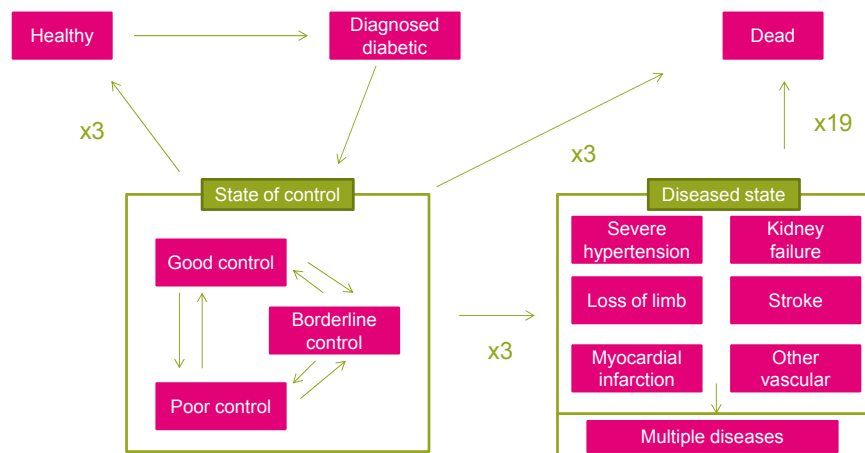 Healthy
Diagnosed
diabetic
Dead
x3
x3
x19
State of control
Diseased state
Good control
Borderline
control
Poor control
x3
Severe
hypertension
Kidney
failure
Loss of limb
Stroke
Myocardial
infarction
Other
vascular
Multiple diseases